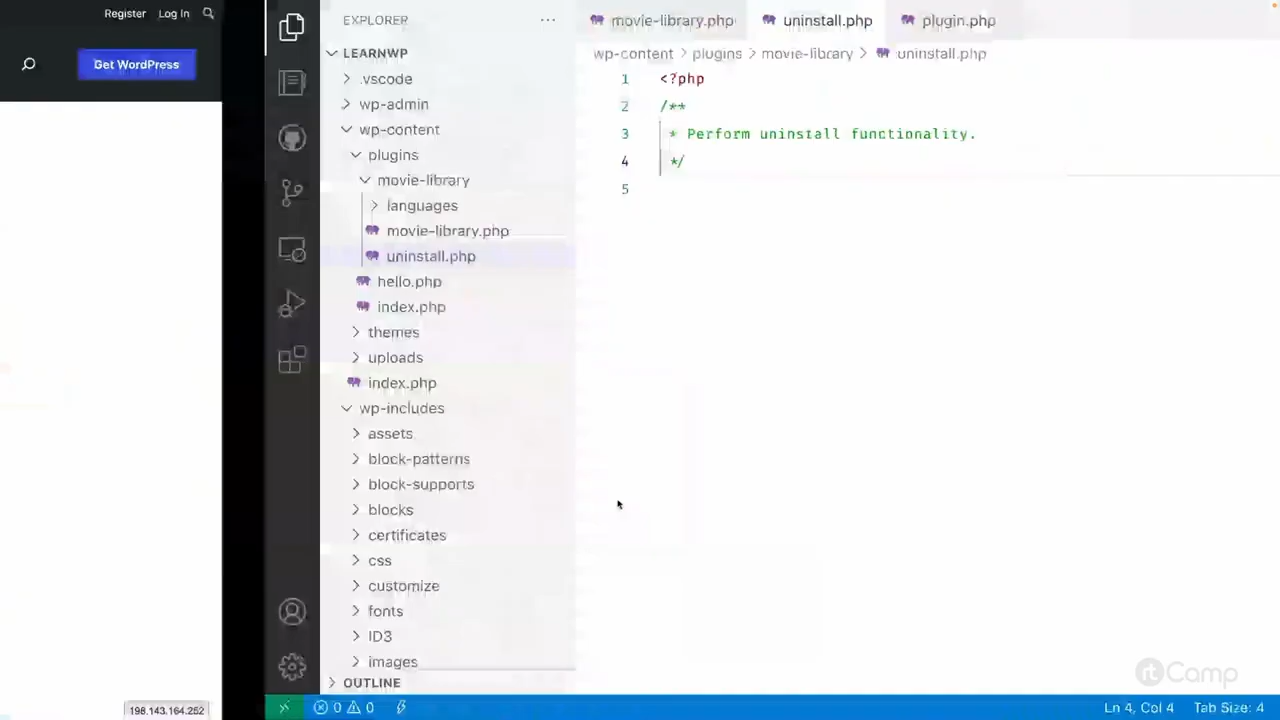 Register Log In
Get WordPress
198.143.164.252
EXPLORER ...
LEARNWP
.vscode
wp-admin
wp-content
plugins
movie-library
languages
movie-library.php
uninstall.php
hello.php
index.php
themes
uploads
index.php
wp-includes
assets
block-patterns
block-supports
blocks
certificates
css
customize
fonts
ID3
images
OUTLINE
movie-library.php uninstall.php plugin.php
wp-content > plugins > movie-library > uninstall.php
1 <?php
2 /**
3 * Perform uninstall functionality.
4 */
5
rtCamp
0 0 Ln 4, Col 4 Tab Size: 4